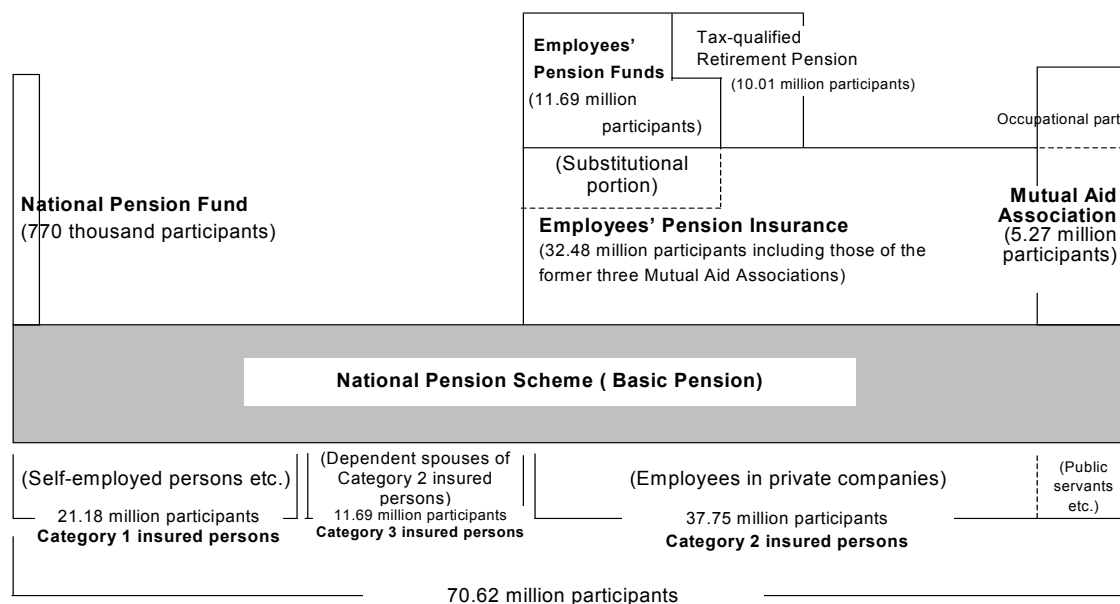 Employees’
Pension Funds
(11.69 million
participants)
Tax-qualified
Retirement Pension
(10.01 million participants)
Occupational part
(Substitutional
portion)
National Pension Fund
(770 thousand participants)
Employees’ Pension Insurance
(32.48 million participants including those of the
former three Mutual Aid Associations)
Mutual Aid
Association
(5.27 million
participants)
National Pension Scheme ( Basic Pension)
(Self-employed persons etc.)
21.18 million participants
Category 1 insured persons
(Dependent spouses of
Category 2 insured
persons)
11.69 million participants
Category 3 insured persons
(Employees in private companies)
37.75 million participants
Category 2 insured persons
(Public
servants
etc.)
70.62 million participants